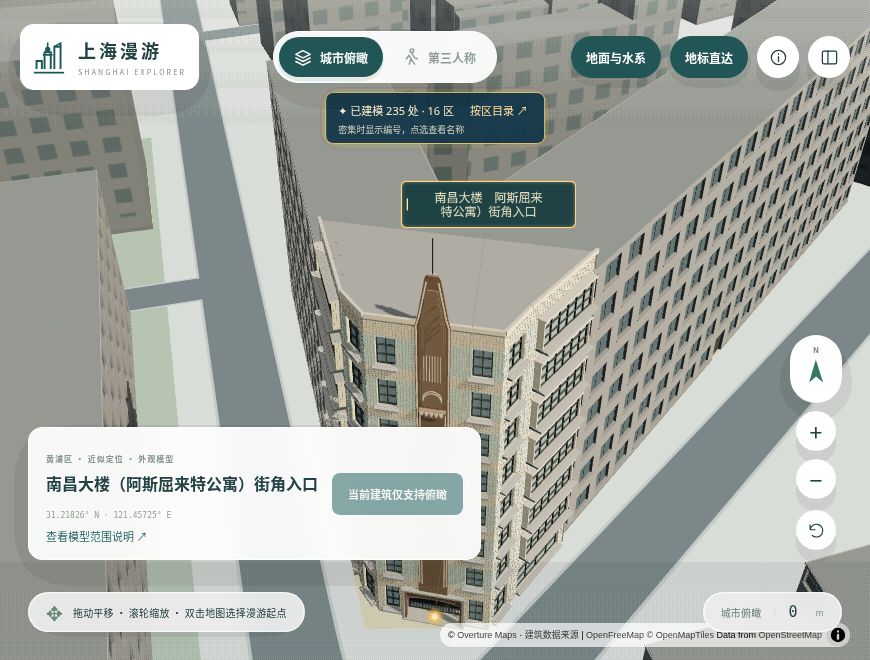 上海漫游
SHANGHAI EXPLORER
城市俯瞰
第三人称
地面与水系
地标直达
✦ 已建模 235 处 · 16 区 按区目录 ↗
密集时显示编号，点选查看名称
南昌大楼 阿斯屈来
特公寓）街角入口
N
黄浦区 · 近似定位 · 外观模型
南昌大楼（阿斯屈来特公寓）街角入口
当前建筑仅支持俯瞰
31.21826° N · 121.45725° E
查看模型范围说明 ↗
拖动平移 · 滚轮缩放 · 双击地图选择漫游起点
城市俯瞰 0 m
© Overture Maps · 建筑数据来源 | OpenFreeMap © OpenMapTiles Data from OpenStreetMap